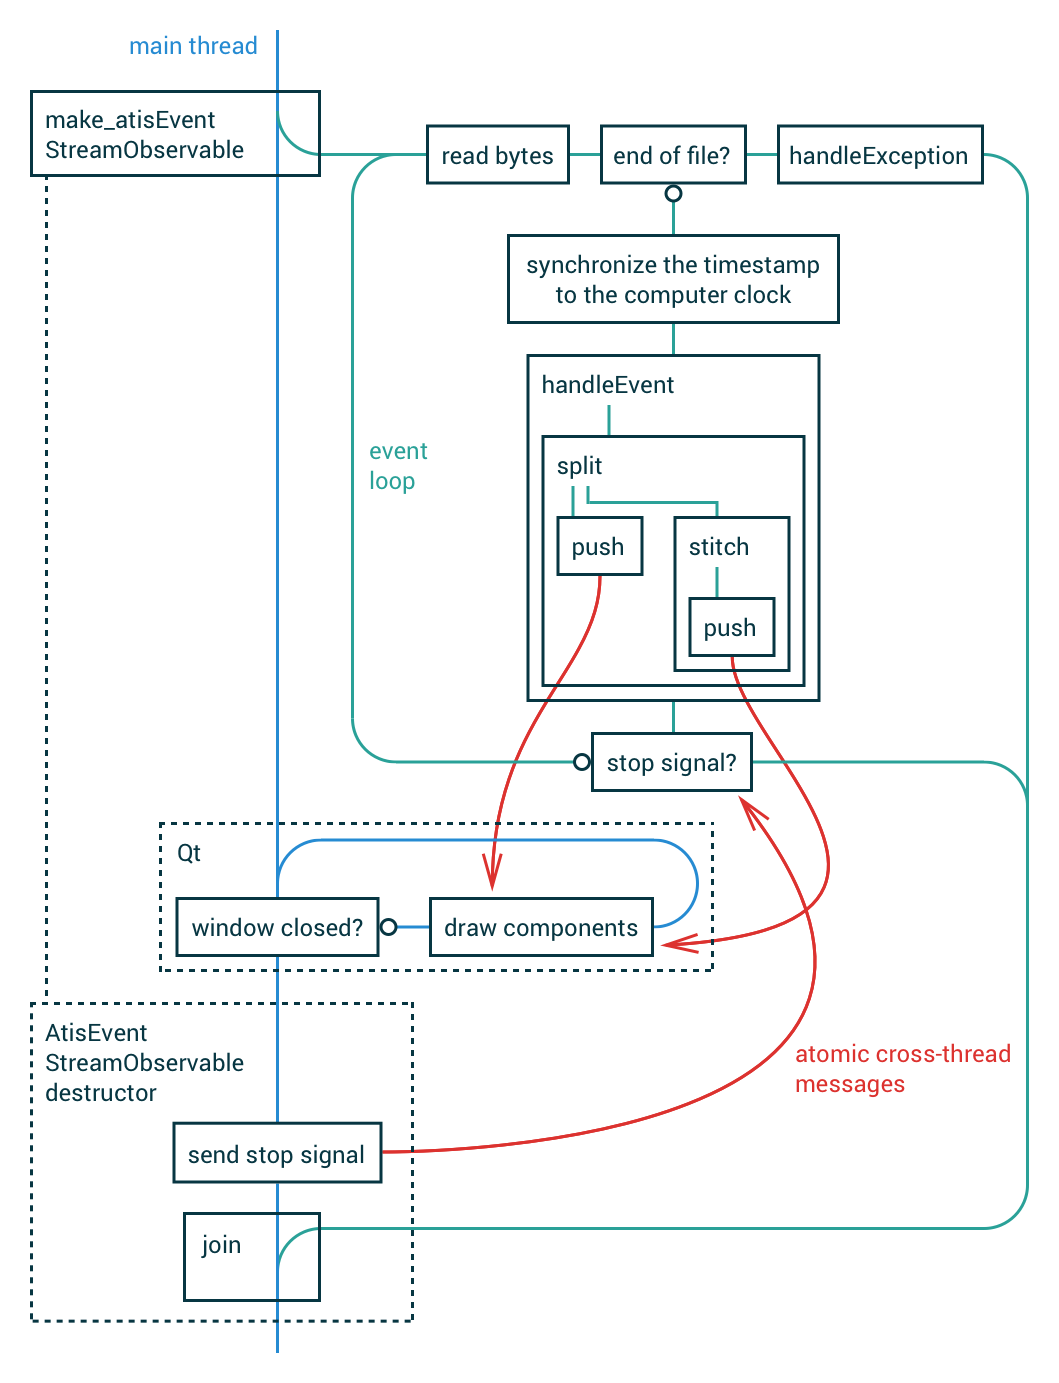 main thread
make_atisEvent
StreamObservable
read bytes
end of file?
handleException
synchronize the timestamp
to the computer clock
handleEvent
event
loop
split
push
stitch
push
stop signal?
Qt
window closed?
draw components
AtisEvent
StreamObservable
destructor
atomic cross-thread
messages
send stop signal
join